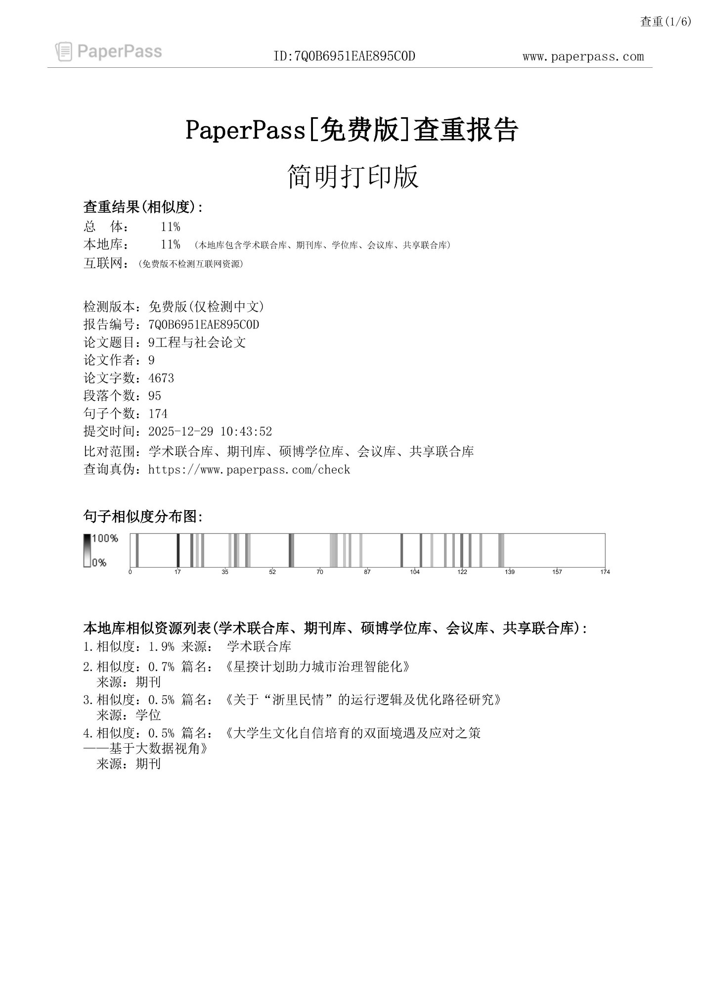 查重(1/6)
PaperPass
ID:7Q0B6951EAE895C0D
www.paperpass.com
PaperPass[免费版]查重报告
简明打印版
查重结果(相似度):
总 体: 11%
本地库: 11% (本地库包含学术联合库、期刊库、学位库、会议库、共享联合库)
互联网: (免费版不检测互联网资源)
检测版本: 免费版(仅检测中文)
报告编号: 7Q0B6951EAE895C0D
论文题目: 9工程与社会论文
论文作者: 9
论文字数: 4673
段落个数: 95
句子个数: 174
提交时间: 2025-12-29 10:43:52
比对范围: 学术联合库、期刊库、硕博学位库、会议库、共享联合库
查询真伪: https://www.paperpass.com/check
句子相似度分布图:
100%
0%
0 17 35 52 70 87 104 122 139 157 174
本地库相似资源列表(学术联合库、期刊库、硕博学位库、会议库、共享联合库):
1.相似度: 1.9% 来源: 学术联合库
2.相似度: 0.7% 篇名: 《星揆计划助力城市治理智能化》
来源: 期刊
3.相似度: 0.5% 篇名: 《关于“浙里民情”的运行逻辑及优化路径研究》
来源: 学位
4.相似度: 0.5% 篇名: 《大学生文化自信培育的双面境遇及应对之策
——基于大数据视角》
来源: 期刊